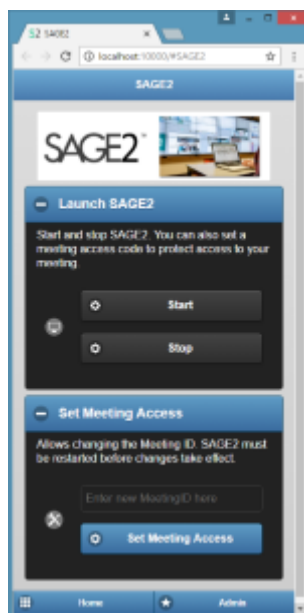 SAGE2
localhost:10000/#SAGE2
SAGE2
SAGE2™
Launch SAGE2
Start and stop SAGE2. You can also set a
meeting access code to protect access to your
meeting.
Start
Stop
Set Meeting Access
Allows changing the Meeting ID. SAGE2 must
be restarted before changes take effect.
Enter new MeetingID here
Set Meeting Access
Home
Admin